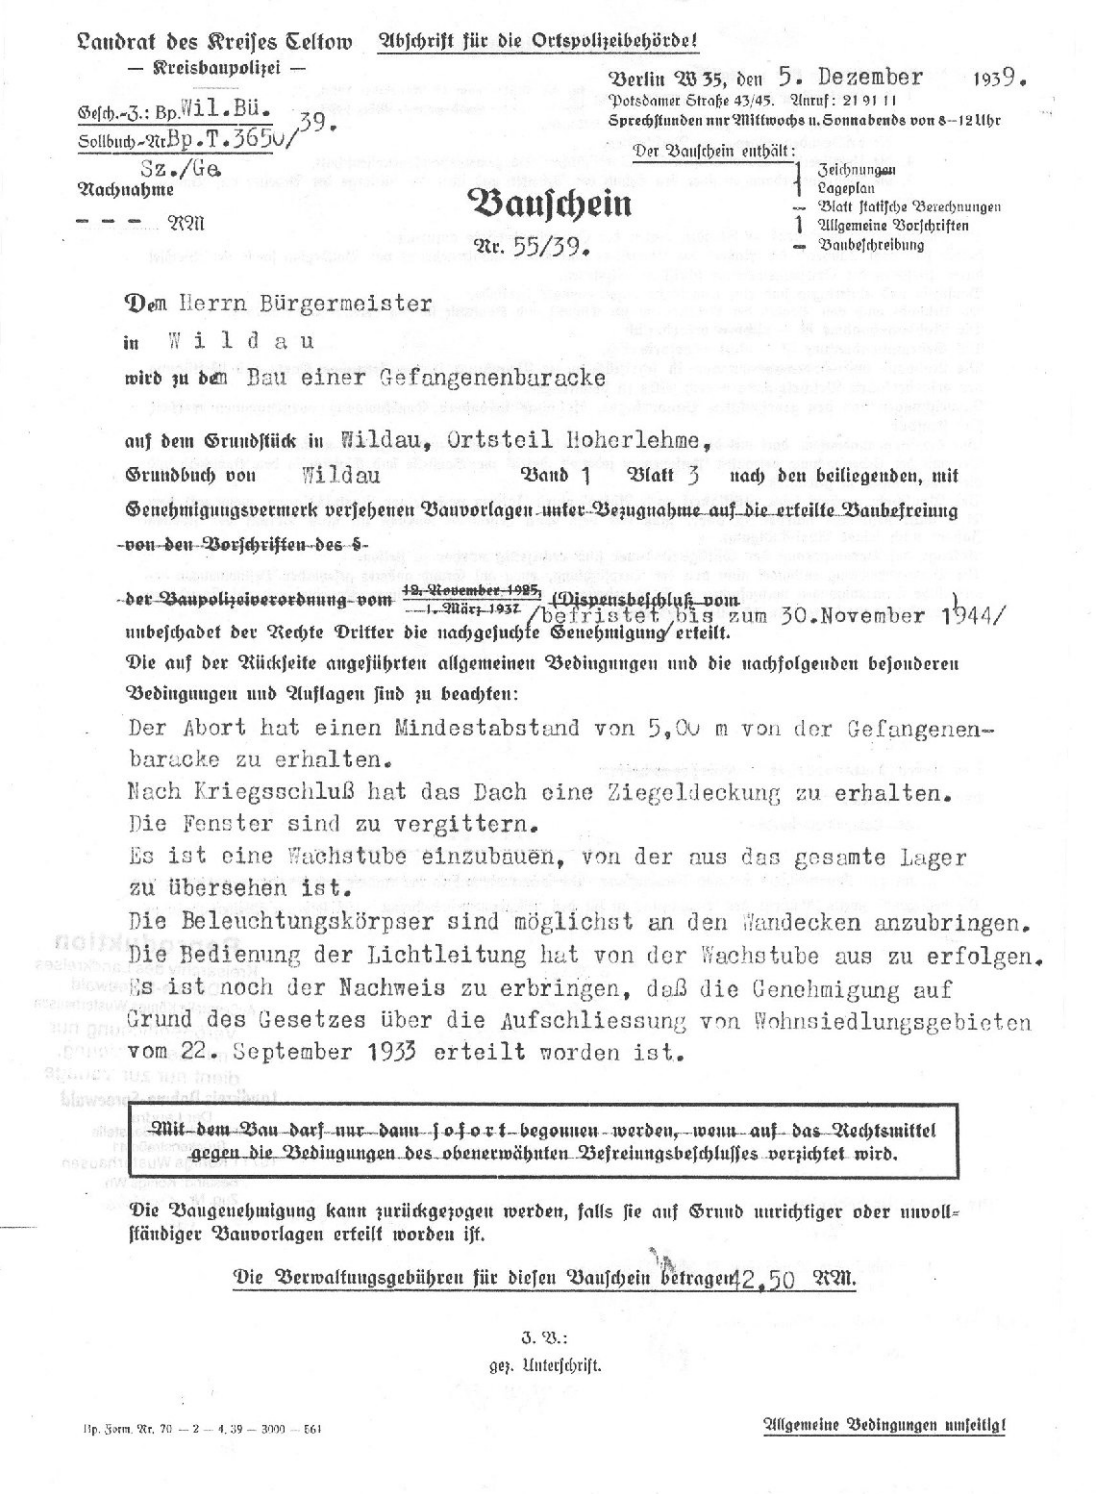 Landrat des Kreises Teltow Abschrift für die Ortspolizeibehörde!
— Kreisbaupolizei —
Berlin W 35, den 5. Dezember 1939.
Potsdamer Straße 43/45. Anruf: 21 91 11
Sprechstunden nur Mittwochs u. Sonnabends von 8–12 Uhr
Gesch.-Z.: Bp. Wil.Bü.
Sollbuch-Nr. Bp.T.3650/39.
Sz./Ge.
Nachnahme
– – – RM
Der Bauschein enthält:
1 Zeichnungen
Lageplan
-- Blatt statische Berechnungen
1 Allgemeine Vorschriften
– Baubeschreibung
Bauschein
Nr. 55/39.
Dem Herrn Bürgermeister
in W i l d a u
wird zu dem Bau einer Gefangenenbaracke
auf dem Grundstück in Wildau, Ortsteil Hoherlehme,
Grundbuch von Wildau Band 1 Blatt 3 nach den beiliegenden, mit
Genehmigungsvermerk versehenen Bauvorlagen unter Bezugnahme auf die erteilte Baubefreiung
von den Vorschriften des §
der Baupolizeiverordnung vom 12. November 1925, (Dispensbeschluß vom )
1. März 1937 /befristet bis zum 30.November 1944/
unbeschadet der Rechte Dritter die nachgesuchte Genehmigung/erteilt.
Die auf der Rückseite angeführten allgemeinen Bedingungen und die nachfolgenden besonderen
Bedingungen und Auflagen sind zu beachten:
Der Abort hat einen Mindestabstand von 5,00 m von der Gefangenen-
baracke zu erhalten.
Nach Kriegsschluß hat das Dach eine Ziegeldeckung zu erhalten.
Die Fenster sind zu vergittern.
Es ist eine Wachstube einzubauen, von der aus das gesamte Lager
zu übersehen ist.
Die Beleuchtungskörpser sind möglichst an den Wandecken anzubringen.
Die Bedienung der Lichtleitung hat von der Wachstube aus zu erfolgen.
Es ist noch der Nachweis zu erbringen, daß die Genehmigung auf
Grund des Gesetzes über die Aufschliessung von Wohnsiedlungsgebieten
vom 22. September 1933 erteilt worden ist.
Mit dem Bau darf nur dann sofort begonnen werden, wenn auf das Rechtsmittel
gegen die Bedingungen des obenerwähnten Befreiungsbeschlusses verzichtet wird.
Die Baugenehmigung kann zurückgezogen werden, falls sie auf Grund unrichtiger oder unvoll-
ständiger Bauvorlagen erteilt worden ist.
Die Verwaltungsgebühren für diesen Bauschein betragen 42,50 RM.
J. V.:
gez. Unterschrift.
Bp. Form. Nr. 70 — 2 — 4. 39 — 3000 — 561
Allgemeine Bedingungen umseitig!